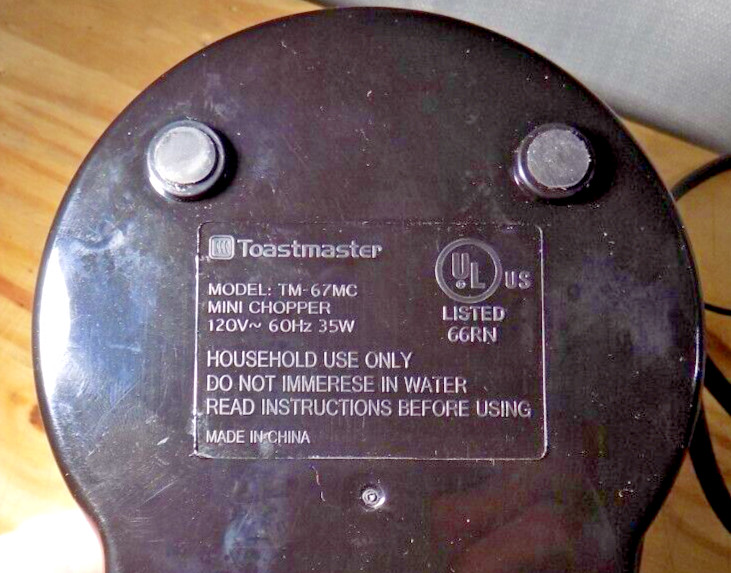 Toastmaster
MODEL: TM-67MC
MINI CHOPPER
120V~ 60Hz 35W
UL US
LISTED
66RN
HOUSEHOLD USE ONLY
DO NOT IMMERESE IN WATER
READ INSTRUCTIONS BEFORE USING
MADE IN CHINA